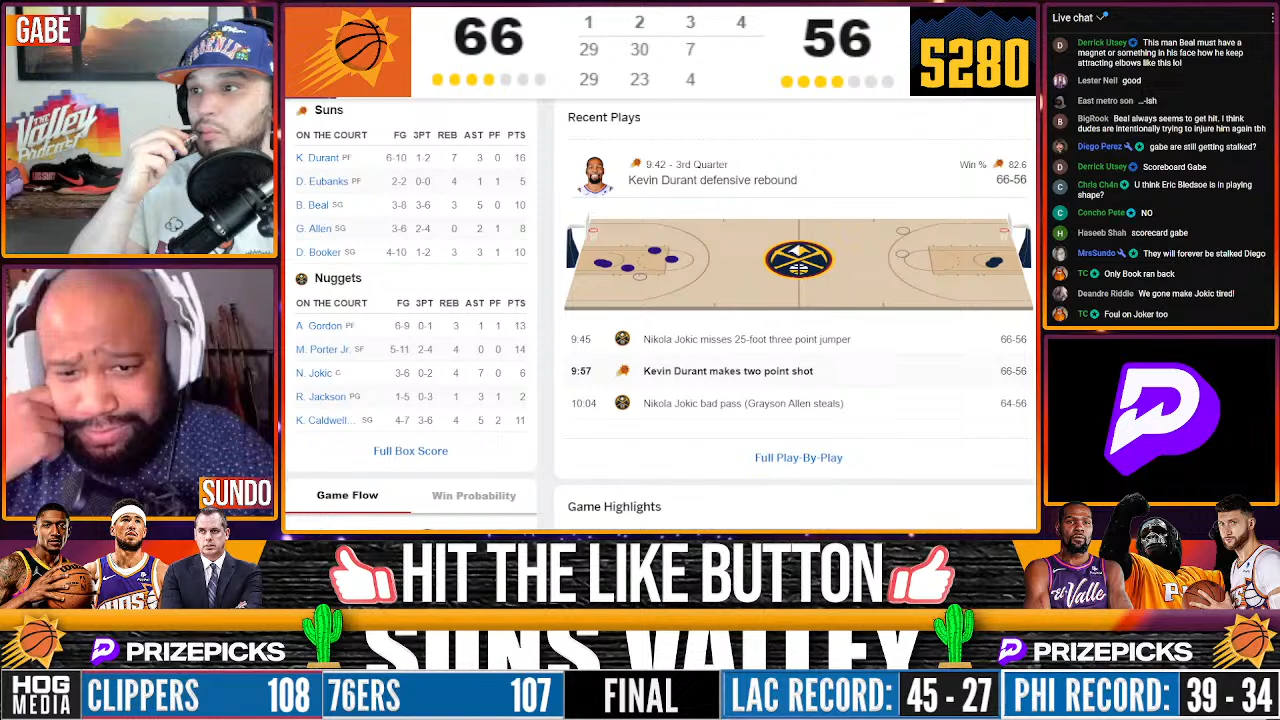 GABE
The Valley
Podcast
SUNDO
66
1 2 3 4
29 30 7
29 23 4
56
5280
Suns
ON THE COURT FG 3PT REB AST PF PTS
K. Durant PF 6-10 1-2 7 3 0 16
D. Eubanks PF 2-2 0-0 4 1 1 5
B. Beal SG 3-8 3-6 3 5 0 10
G. Allen SG 3-6 2-4 0 2 1 8
D. Booker SG 4-10 1-2 3 3 1 10
Nuggets
ON THE COURT FG 3PT REB AST PF PTS
A. Gordon PF 6-9 0-1 3 1 1 13
M. Porter Jr. SF 5-11 2-4 4 0 0 14
N. Jokic C 3-6 0-2 4 7 0 6
R. Jackson PG 1-5 0-3 1 3 1 2
K. Caldwell... SG 4-7 3-6 4 5 2 11
Full Box Score
Game Flow Win Probability
Recent Plays
9:42 - 3rd Quarter Win % 82.6
Kevin Durant defensive rebound 66-56
9:45 Nikola Jokic misses 25-foot three point jumper 66-56
9:57 Kevin Durant makes two point shot 66-56
10:04 Nikola Jokic bad pass (Grayson Allen steals) 64-56
Full Play-By-Play
Game Highlights
Live chat
Derrick Utsey This man Beal must have a
magnet or something in his face how he keep
attracting elbows like this lol
Lester Neil good
East metro son ...-ish
BigRook Beal always seems to get hit. I think
dudes are intentionally trying to injure him again tbh
Diego Perez gabe are still getting stalked?
Derrick Utsey Scoreboard Gabe
Chris Ch4n U think Eric Bledsoe is in playing
shape?
Concho Pete NO
Haseeb Shah scorecard gabe
MrsSundo They will forever be stalked Diego
TC Only Book ran back
Deandre Riddle We gone make Jokic tired!
TC Foul on Joker too
HIT THE LIKE BUTTON
PRIZEPICKS
SUNS VALLEY
PRIZEPICKS
HOG
MEDIA
CLIPPERS 108 76ERS 107 FINAL LAC RECORD: 45 - 27 PHI RECORD: 39 - 34